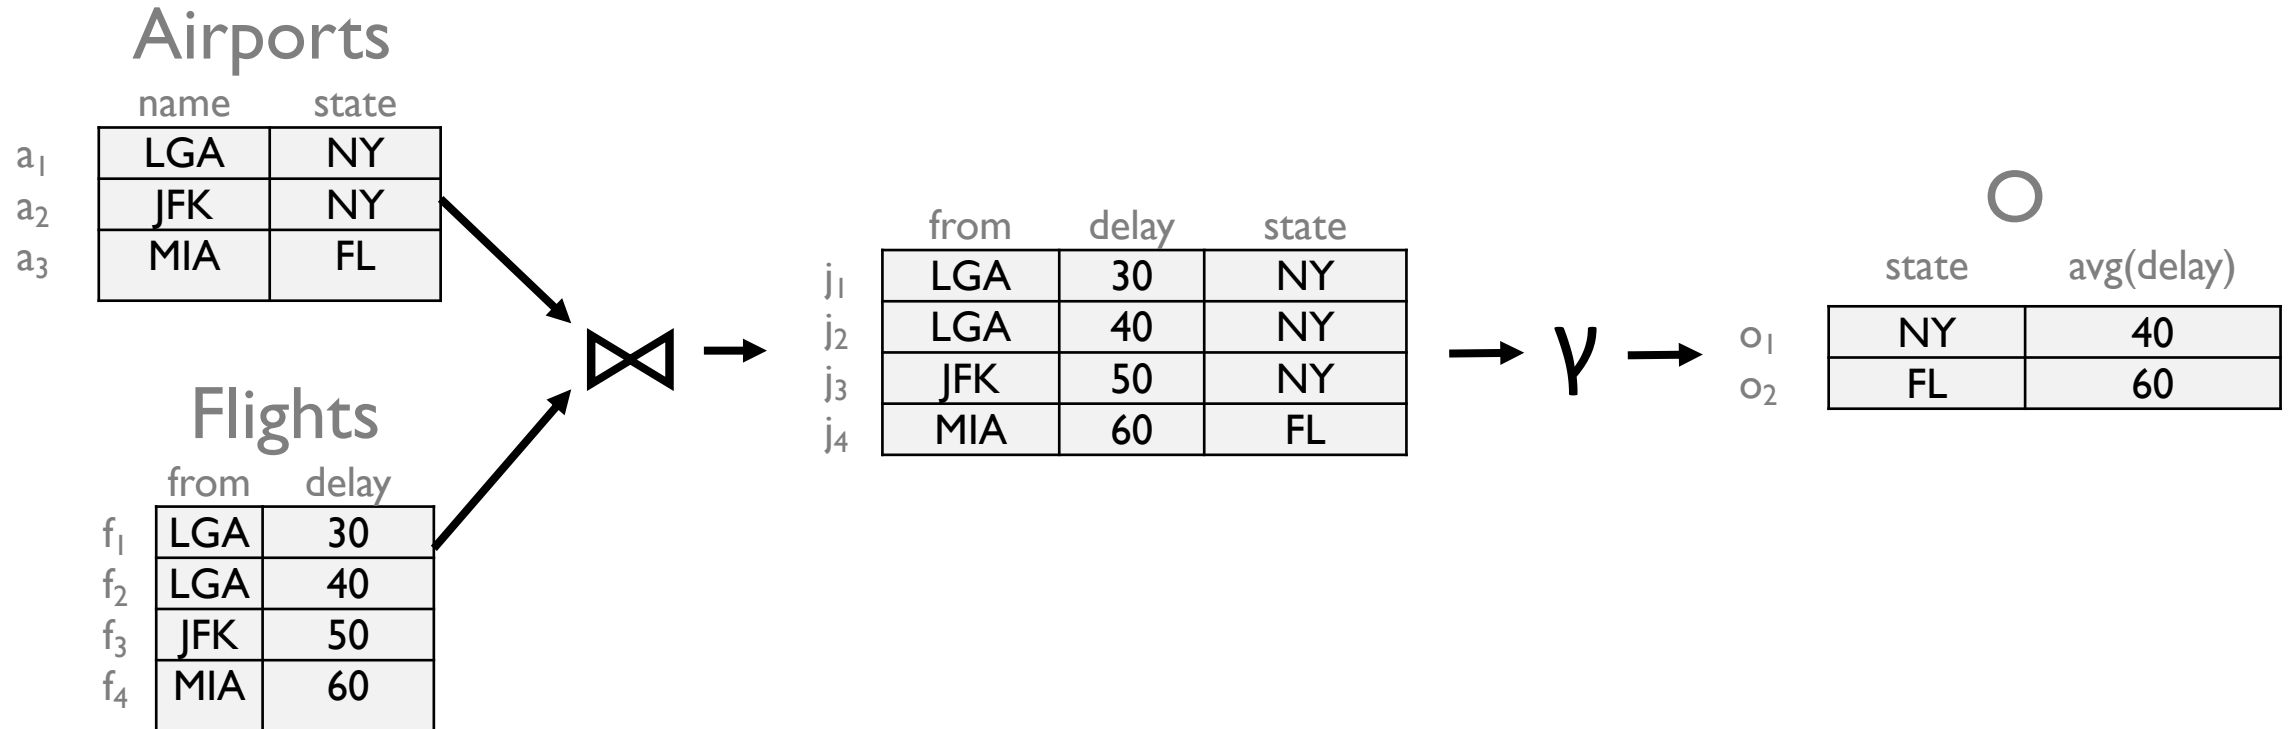 Airports
name state
a1 LGA NY
a2 JFK NY
a3 MIA FL
Flights
from delay
f1 LGA 30
f2 LGA 40
f3 JFK 50
f4 MIA 60
⋈
from delay state
j1 LGA 30 NY
j2 LGA 40 NY
j3 JFK 50 NY
j4 MIA 60 FL
γ
O
state avg(delay)
o1 NY 40
o2 FL 60